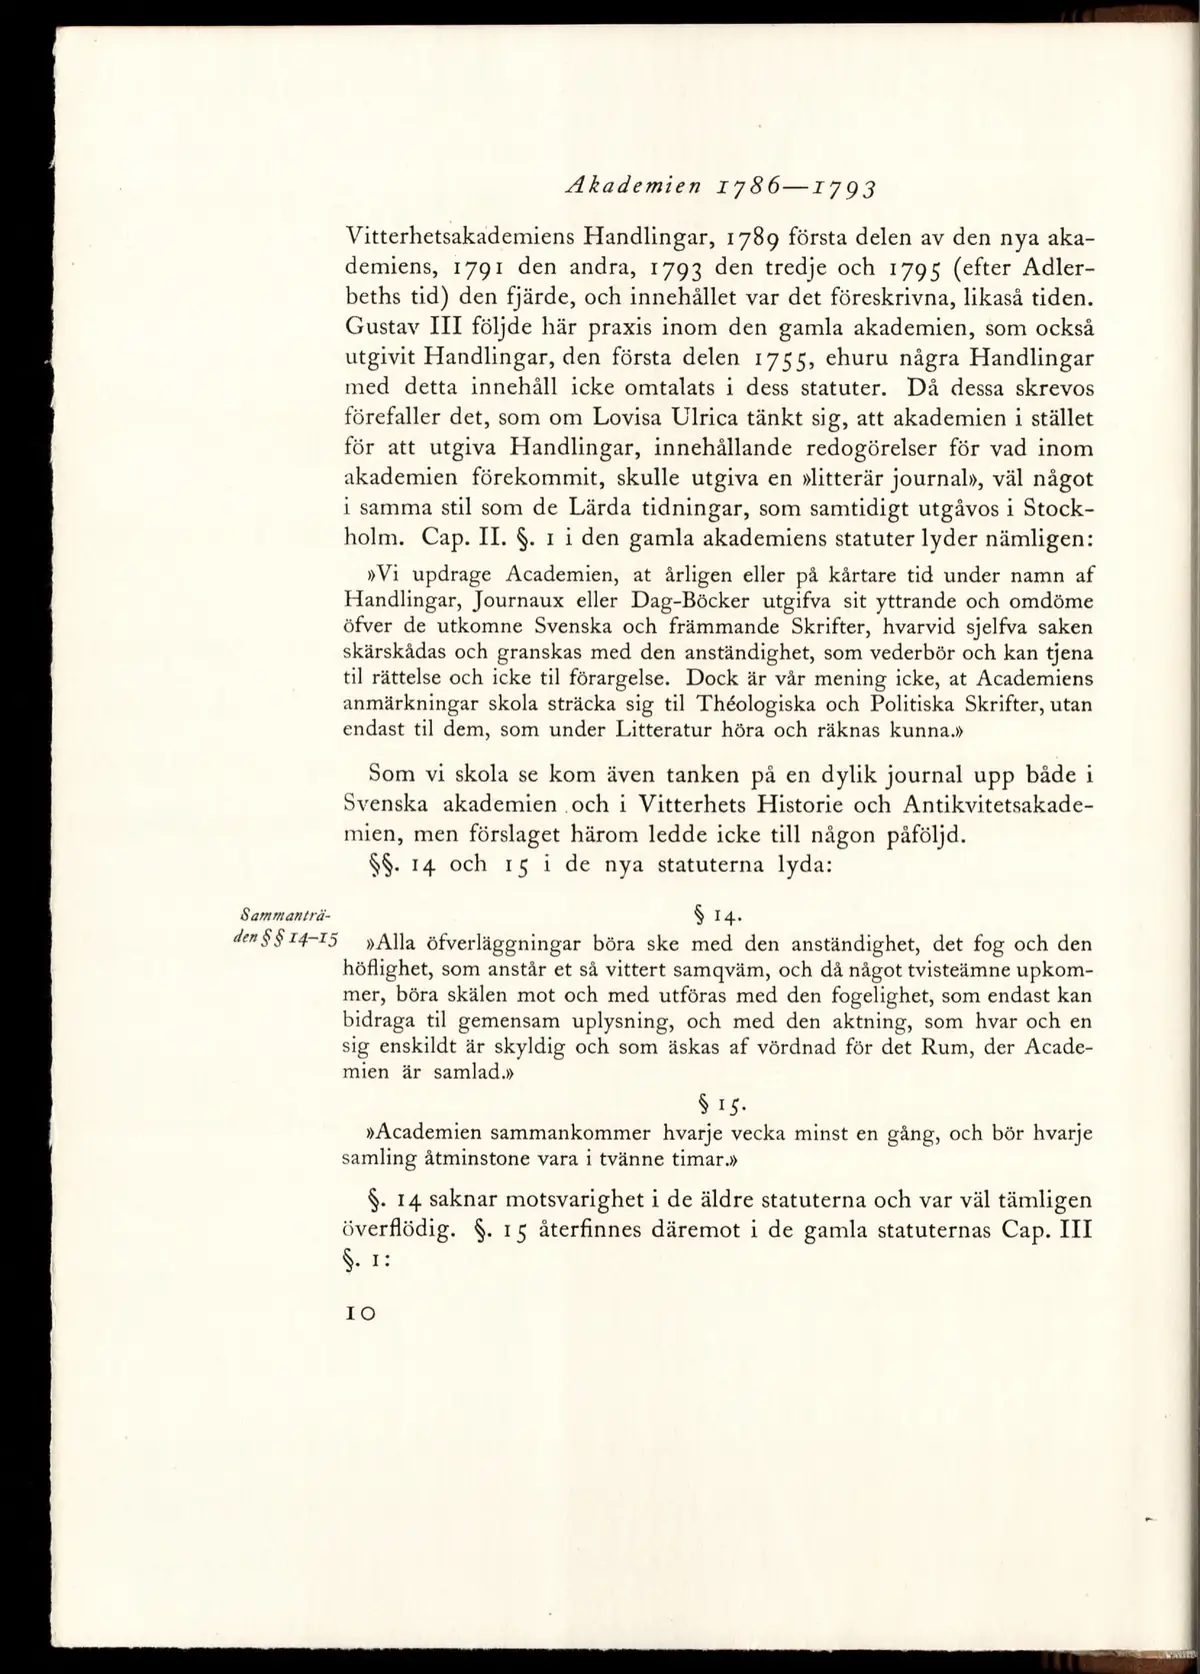 Akademien 1786—1793
Vitterhetsakademiens Handlingar, 1789 första delen av den nya aka-
demiens, 1791 den andra, 1793 den tredje och 1795 (efter Adler-
beths tid) den fjärde, och innehållet var det föreskrivna, likaså tiden.
Gustav III följde här praxis inom den gamla akademien, som också
utgivit Handlingar, den första delen 1755, ehuru några Handlingar
med detta innehåll icke omtalats i dess statuter. Då dessa skrevos
förefaller det, som om Lovisa Ulrica tänkt sig, att akademien i stället
för att utgiva Handlingar, innehållande redogörelser för vad inom
akademien förekommit, skulle utgiva en »litterär journal», väl något
i samma stil som de Lärda tidningar, som samtidigt utgåvos i Stock-
holm. Cap. II. §. 1 i den gamla akademiens statuter lyder nämligen:
»Vi updrage Academien, at årligen eller på kårtare tid under namn af
Handlingar, Journaux eller Dag-Böcker utgifva sit yttrande och omdöme
öfver de utkomne Svenska och främmande Skrifter, hvarvid sjelfva saken
skärskådas och granskas med den anständighet, som vederbör och kan tjena
til rättelse och icke til förargelse. Dock är vår mening icke, at Academiens
anmärkningar skola sträcka sig til Théologiska och Politiska Skrifter, utan
endast til dem, som under Litteratur höra och räknas kunna.»
Som vi skola se kom även tanken på en dylik journal upp både i
Svenska akademien och i Vitterhets Historie och Antikvitetsakade-
mien, men förslaget härom ledde icke till någon påföljd.
§§. 14 och 15 i de nya statuterna lyda:
Sammanträ-
den §§ 14–15
§ 14.
»Alla öfverläggningar böra ske med den anständighet, det fog och den
höflighet, som anstår et så vittert samqväm, och då något tvisteämne upkom-
mer, böra skälen mot och med utföras med den fogelighet, som endast kan
bidraga til gemensam uplysning, och med den aktning, som hvar och en
sig enskildt är skyldig och som äskas af vördnad för det Rum, der Acade-
mien är samlad.»
§ 15.
»Academien sammankommer hvarje vecka minst en gång, och bör hvarje
samling åtminstone vara i tvänne timar.»
§. 14 saknar motsvarighet i de äldre statuterna och var väl tämligen
överflödig. §. 15 återfinnes däremot i de gamla statuternas Cap. III
§. 1:
10